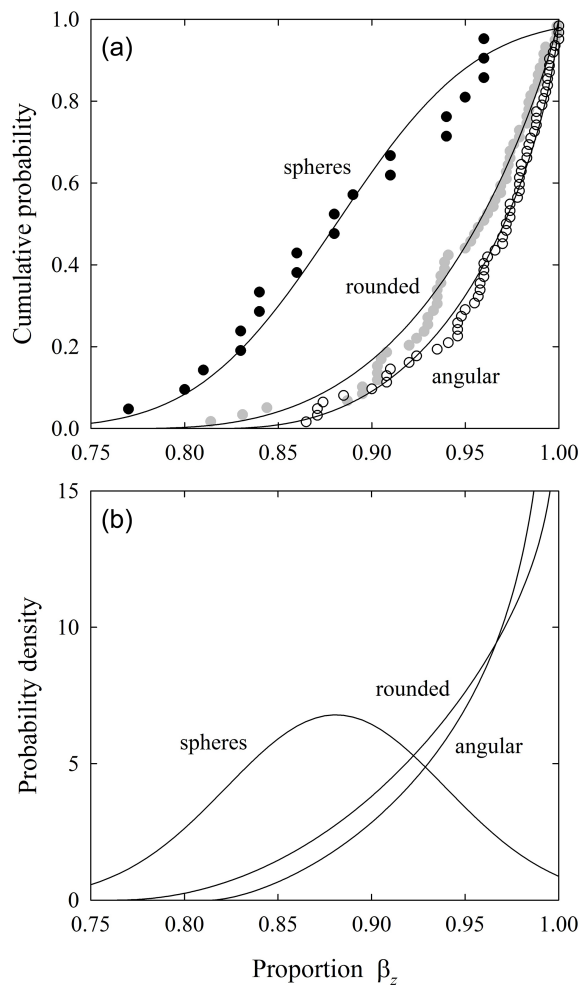 (a)
Cumulative probability
1.0
0.8
0.6
0.4
0.2
0.0
spheres
rounded
angular
0.75 0.80 0.85 0.90 0.95 1.00
(b)
Probability density
15
10
5
0
rounded
spheres
angular
0.75 0.80 0.85 0.90 0.95 1.00
Proportion β_z